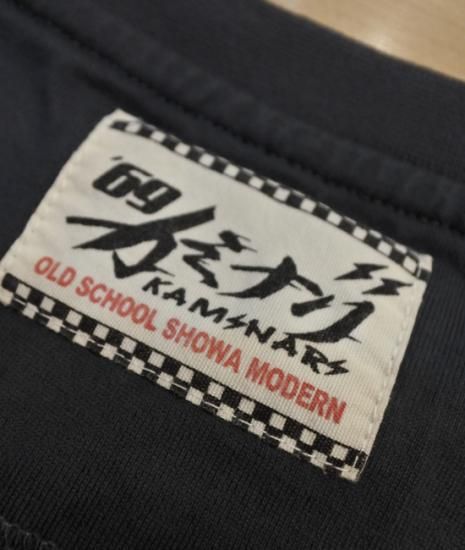 '69
カミナリ
KAMINARI
OLD SCHOOL SHOWA MODERN